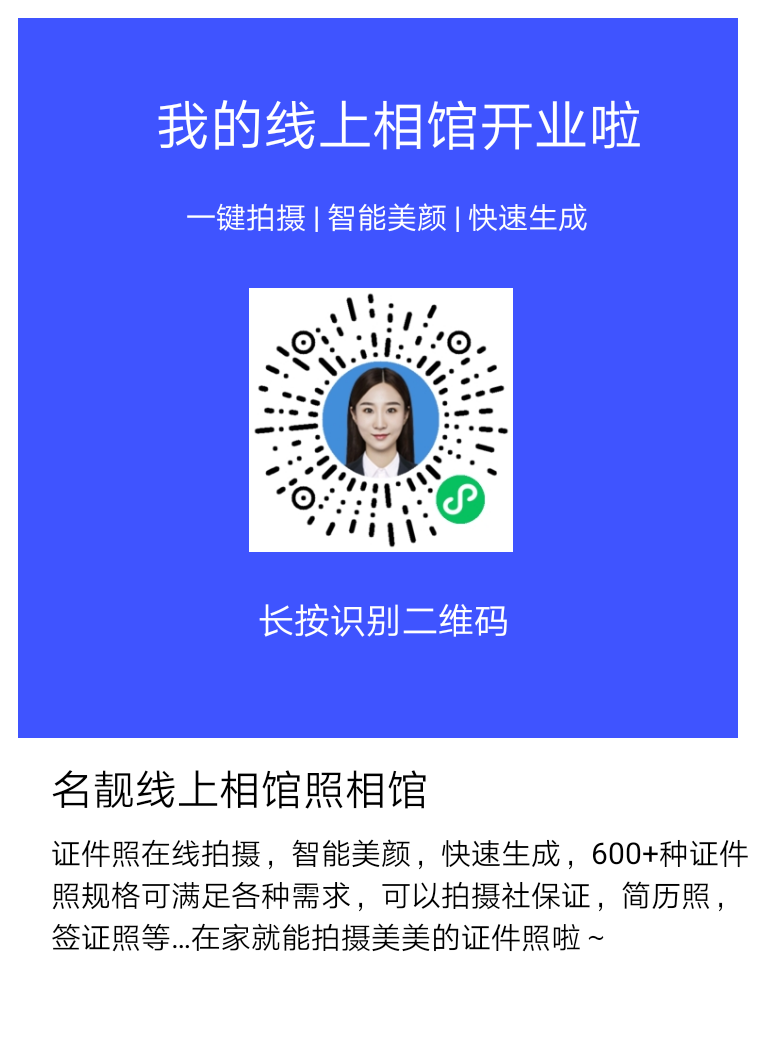 我的线上相馆开业啦
一键拍摄 | 智能美颜 | 快速生成
长按识别二维码
名靓线上相馆照相馆
证件照在线拍摄，智能美颜，快速生成，600+种证件
照规格可满足各种需求，可以拍摄社保证，简历照，
签证照等...在家就能拍摄美美的证件照啦 ~